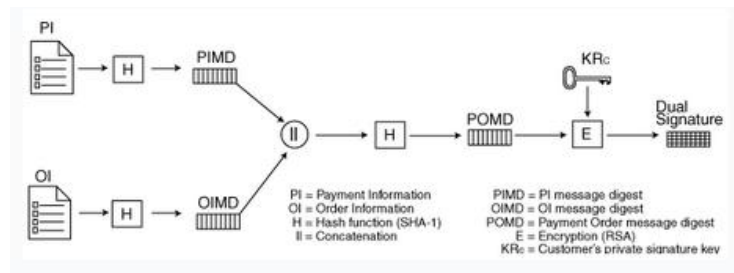 PI
H
PIMD
KRc
II
H
POMD
E
Dual
Signature
OI
H
OIMD
PI = Payment Information
OI = Order Information
H = Hash function (SHA-1)
II = Concatenation
PIMD = PI message digest
OIMD = OI message digest
POMD = Payment Order message digest
E = Encryption (RSA)
KRc = Customer's private signature key